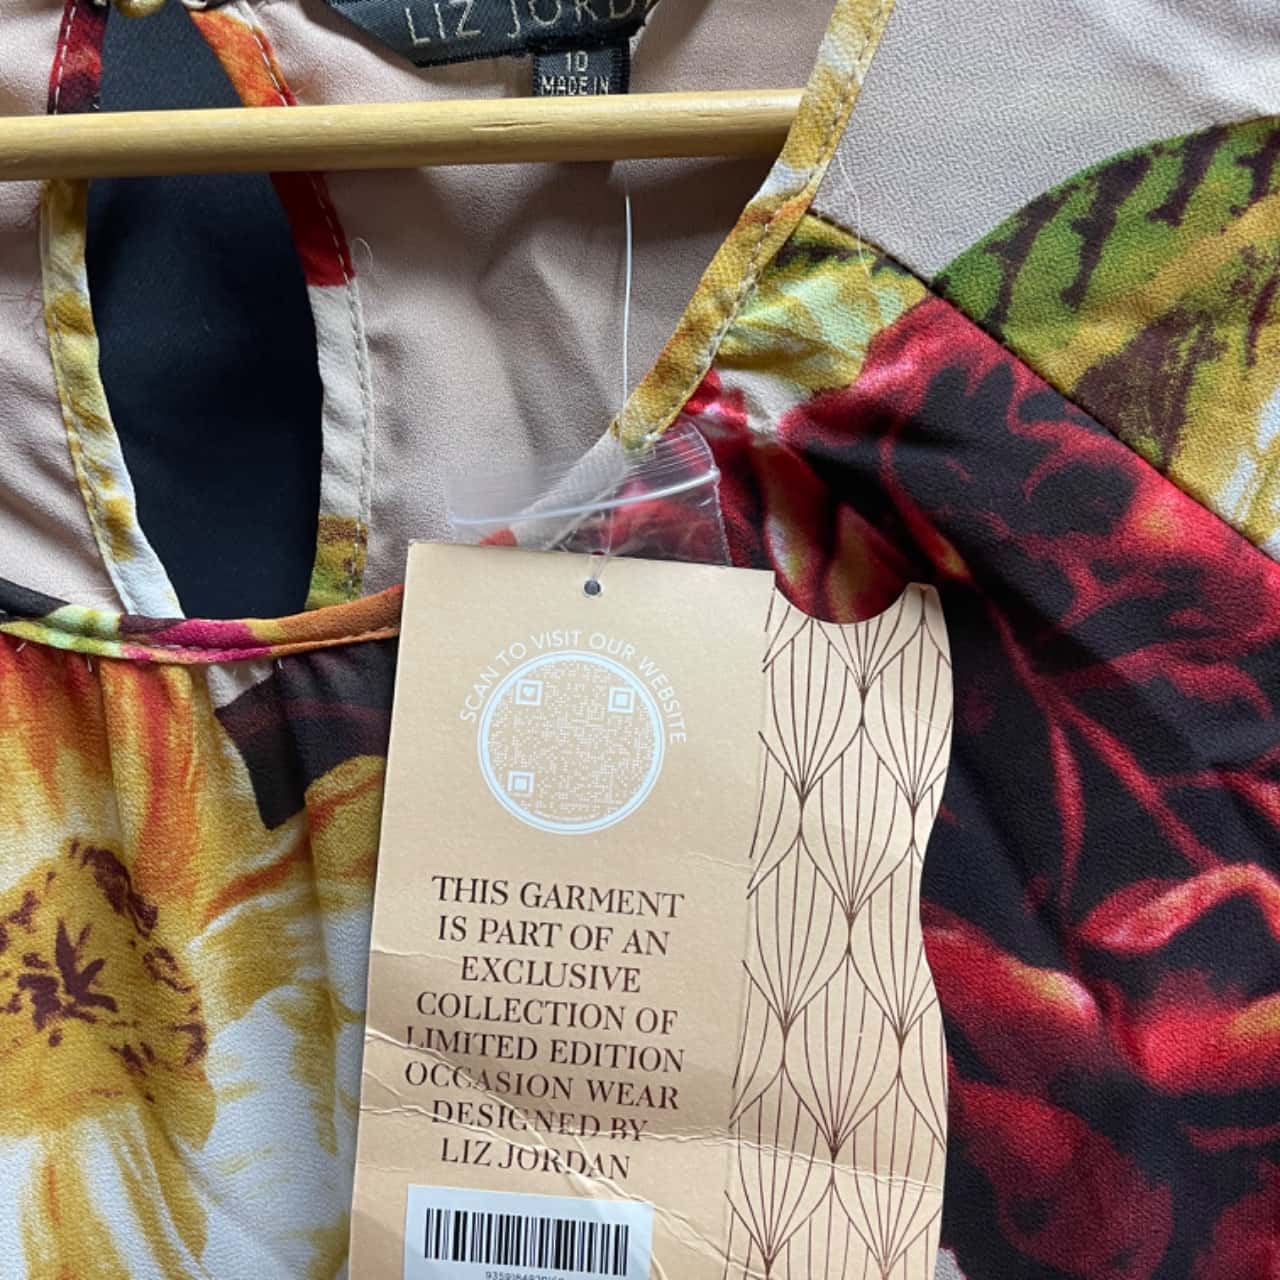 LIZ JORDA
10
MADE IN
SCAN TO VISIT OUR WEBSITE
THIS GARMENT
IS PART OF AN
EXCLUSIVE
COLLECTION OF
LIMITED EDITION
OCCASION WEAR
DESIGNED BY
LIZ JORDAN